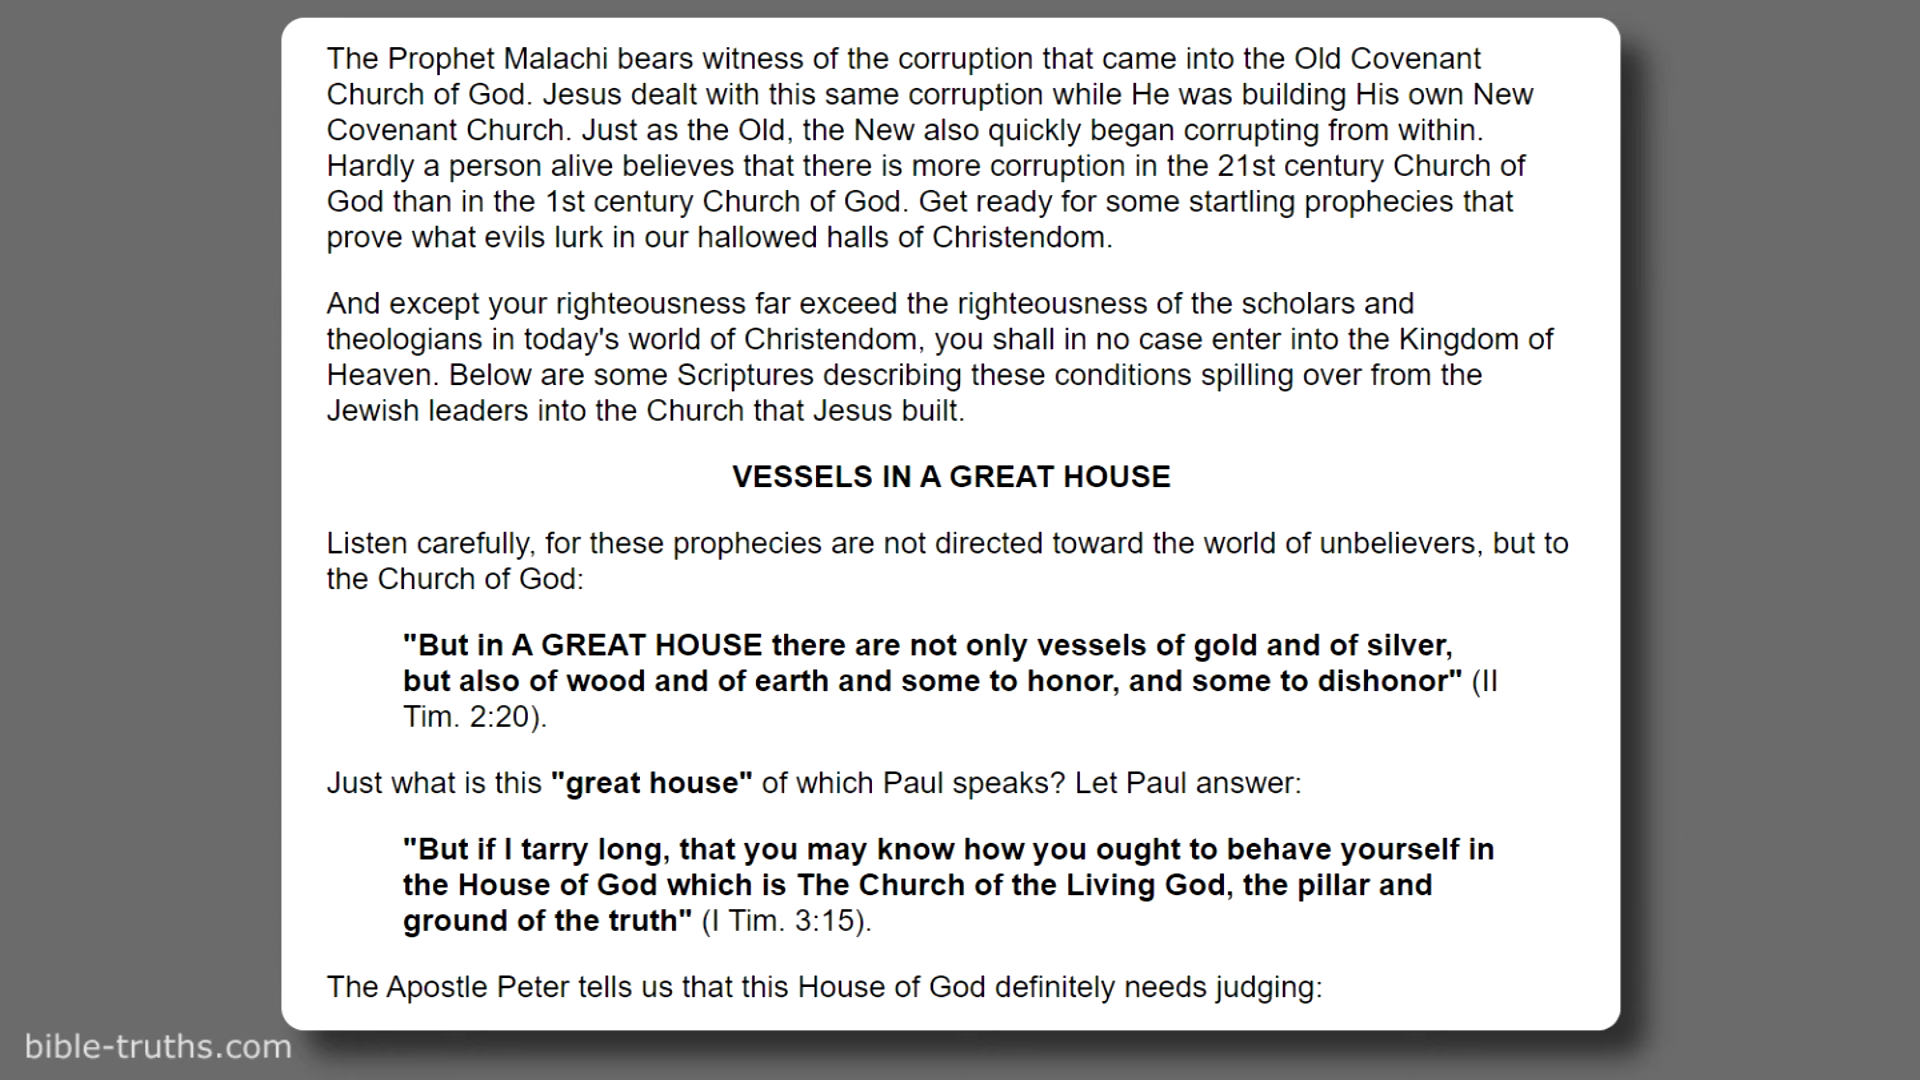 The Prophet Malachi bears witness of the corruption that came into the Old Covenant
Church of God. Jesus dealt with this same corruption while He was building His own New
Covenant Church. Just as the Old, the New also quickly began corrupting from within.
Hardly a person alive believes that there is more corruption in the 21st century Church of
God than in the 1st century Church of God. Get ready for some startling prophecies that
prove what evils lurk in our hallowed halls of Christendom.
And except your righteousness far exceed the righteousness of the scholars and
theologians in today's world of Christendom, you shall in no case enter into the Kingdom of
Heaven. Below are some Scriptures describing these conditions spilling over from the
Jewish leaders into the Church that Jesus built.
VESSELS IN A GREAT HOUSE
Listen carefully, for these prophecies are not directed toward the world of unbelievers, but to
the Church of God:
"But in A GREAT HOUSE there are not only vessels of gold and of silver,
but also of wood and of earth and some to honor, and some to dishonor" (II
Tim. 2:20).
Just what is this "great house" of which Paul speaks? Let Paul answer:
"But if I tarry long, that you may know how you ought to behave yourself in
the House of God which is The Church of the Living God, the pillar and
ground of the truth" (I Tim. 3:15).
The Apostle Peter tells us that this House of God definitely needs judging:
bible-truths.com